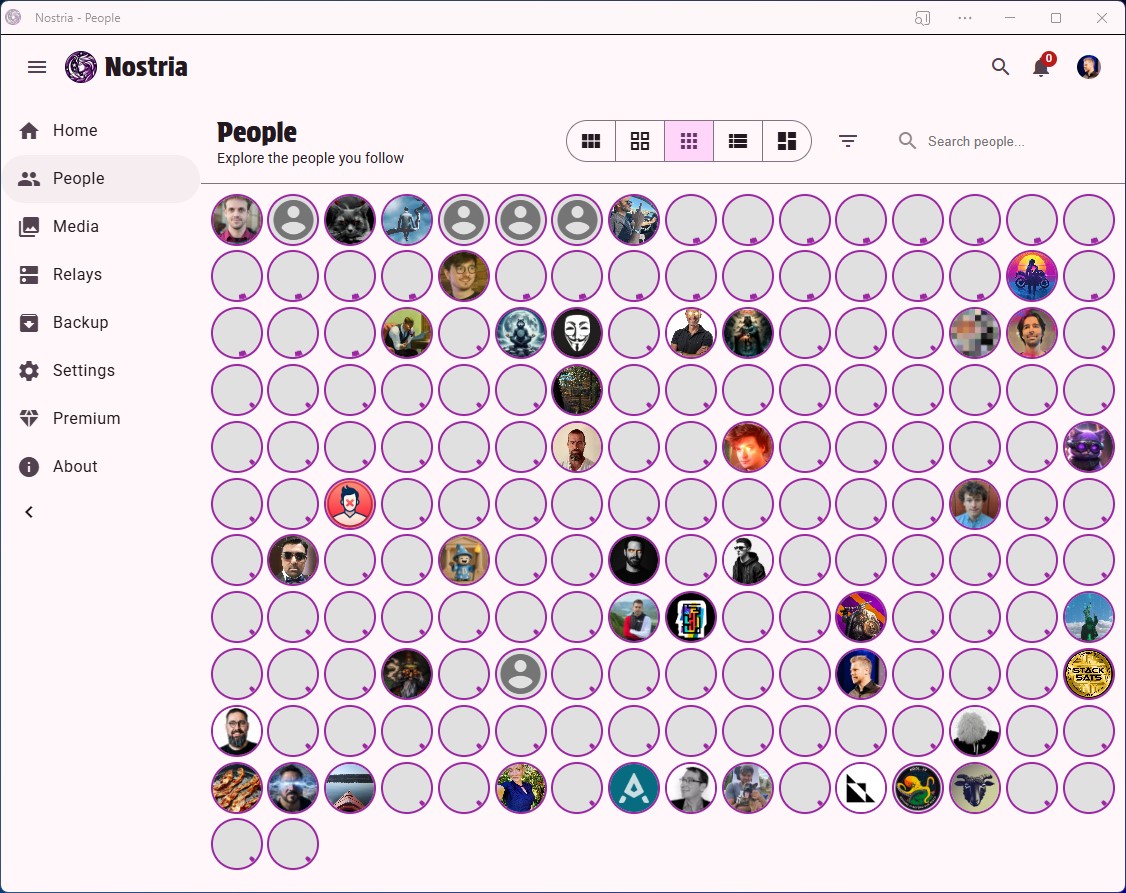 Nostria - People
Nostria
0
Home
People
Media
Relays
Backup
Settings
Premium
About
People
Explore the people you follow
Search people...
STACK
SATS